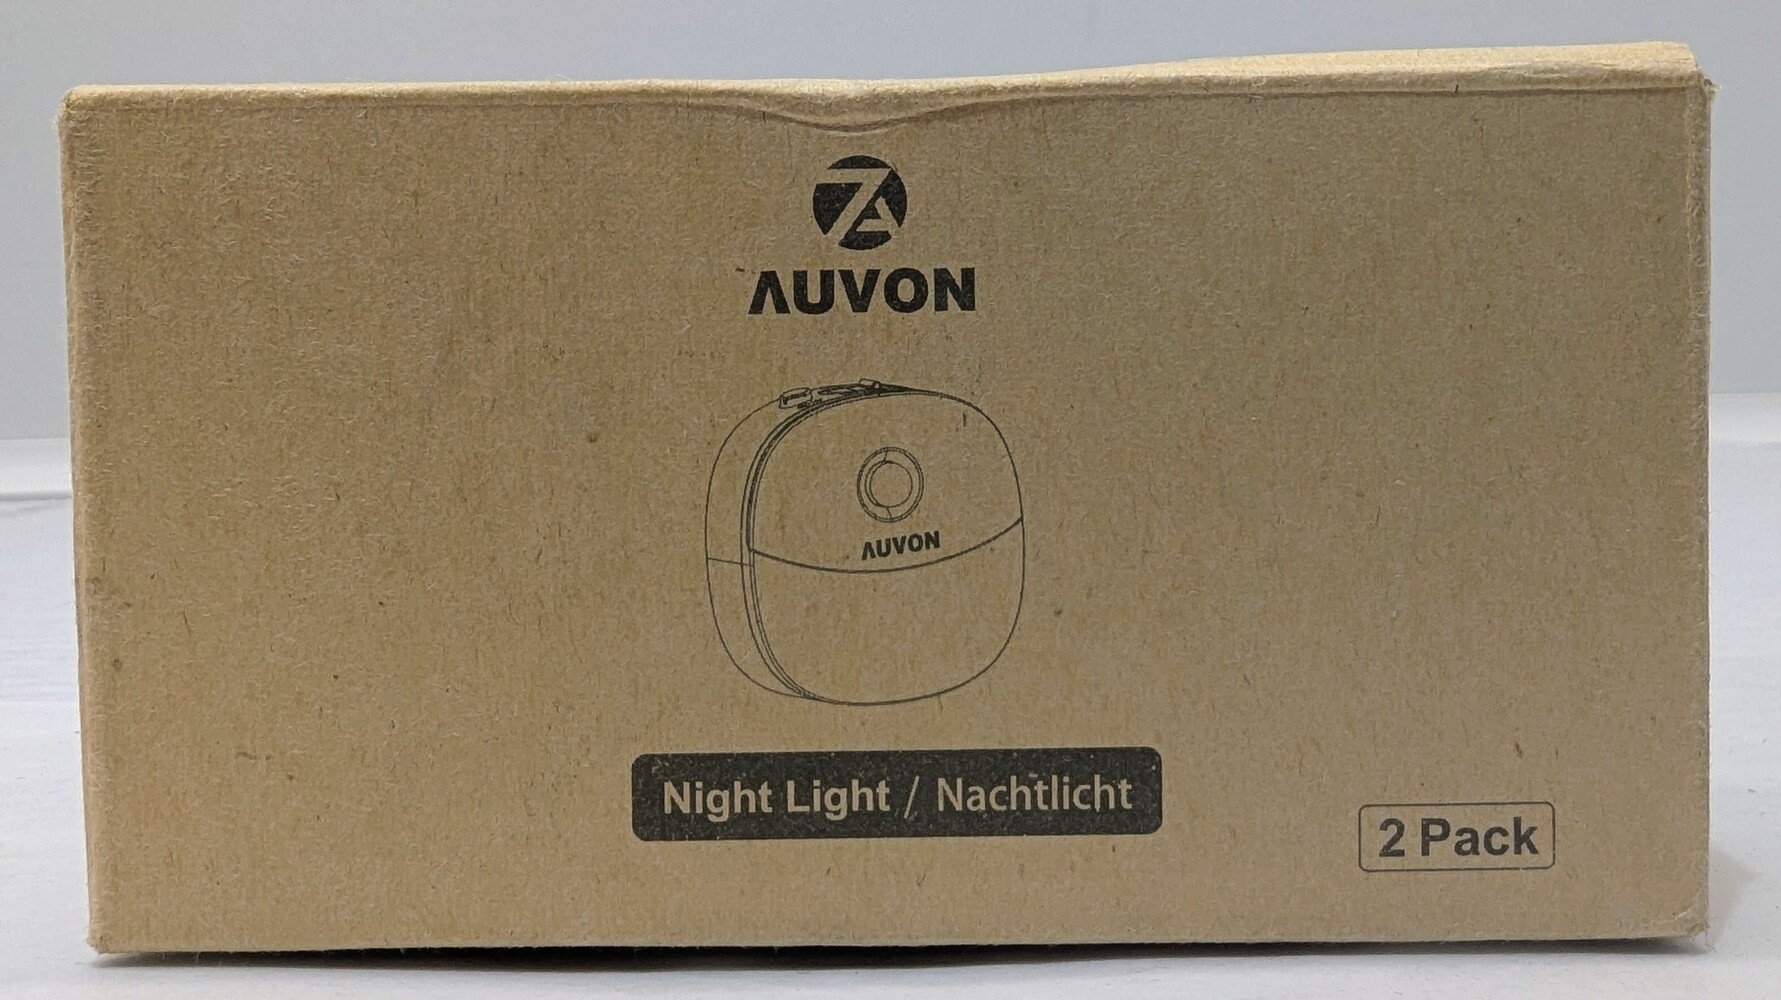 AUVON
AUVON
Night Light / Nachtlicht
2 Pack